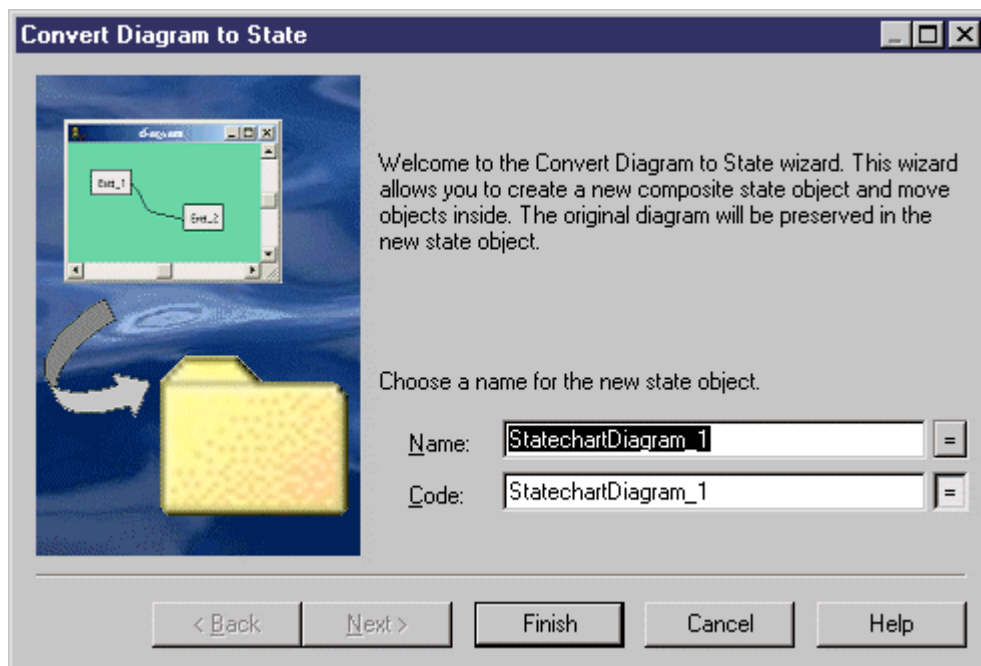 Convert Diagram to State
diagram
Welcome to the Convert Diagram to State wizard. This wizard
allows you to create a new composite state object and move
objects inside. The original diagram will be preserved in the
new state object.
Choose a name for the new state object.
Name: StatechartDiagram_1 =
Code: StatechartDiagram_1 =
< Back Next > Finish Cancel Help